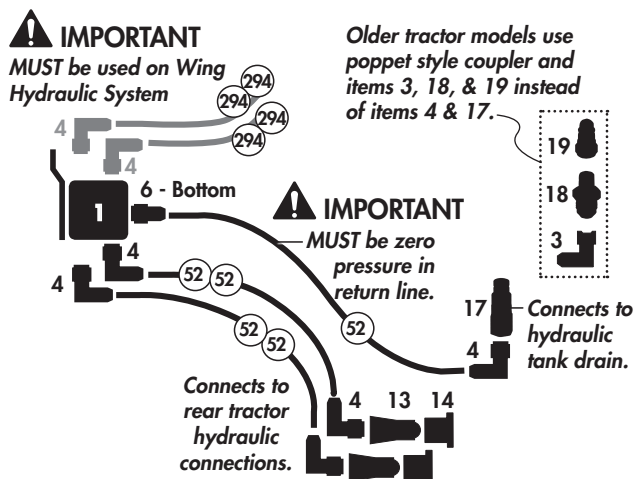 IMPORTANT
MUST be used on Wing
Hydraulic System
Older tractor models use
poppet style coupler and
items 3, 18, & 19 instead
of items 4 & 17.
294
294
294
294
4
4
19
18
3
1
6 - Bottom
IMPORTANT
MUST be zero
pressure in
return line.
4
4
52
52
52
52
52
17
Connects to
hydraulic
tank drain.
4
Connects to
rear tractor
hydraulic
connections.
4
13
14